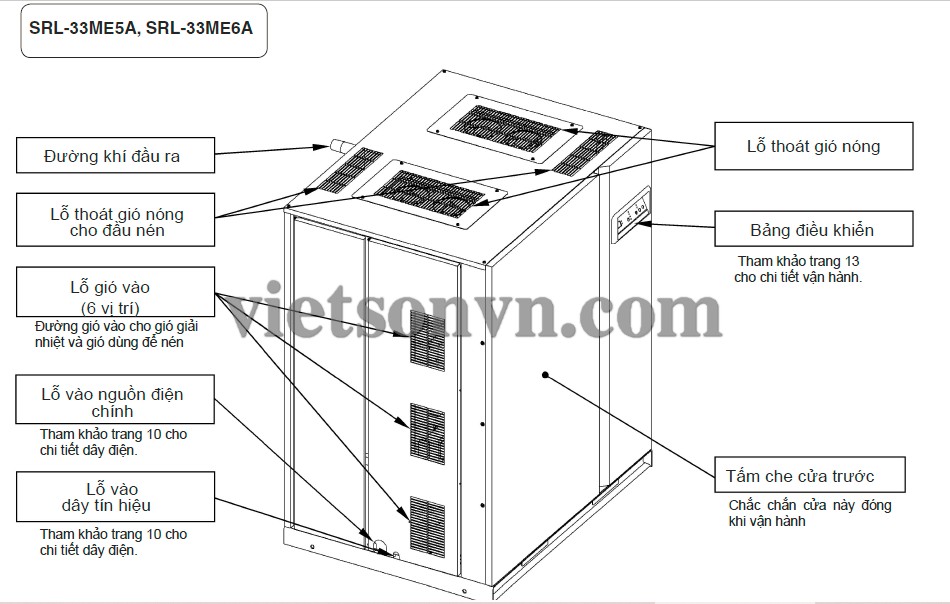 SRL-33ME5A, SRL-33ME6A
Đường khí đầu ra
Lỗ thoát gió nóng
cho đầu nén
Lỗ gió vào
(6 vị trí)
Đường gió vào cho gió giải
nhiệt và gió dùng để nén
Lỗ vào nguồn điện
chính
Tham khảo trang 10 cho
chi tiết dây điện.
Lỗ vào
dây tín hiệu
Tham khảo trang 10 cho
chi tiết dây điện.
Lỗ thoát gió nóng
Bảng điều khiển
Tham khảo trang 13
cho chi tiết vận hành.
vietsonvn.com
Tấm che cửa trước
Chắc chắn cửa này đóng
khi vận hành